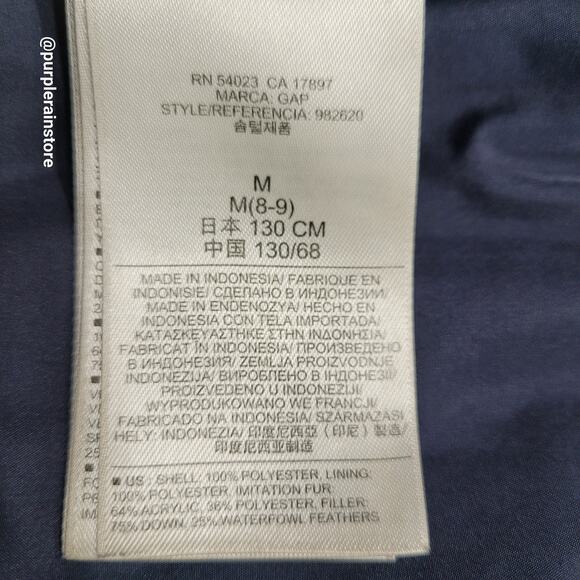 @purplerainstore
RN 54023 CA 17897
MARCA: GAP
STYLE/REFERENCIA: 982620
솜털제품
M
M(8-9)
日本 130 CM
中国 130/68
MADE IN INDONESIA/ FABRIQUE EN
INDONISIE/ СДЕЛАНО В ИНДОНЕЗИИ/
MADE IN ENDENOZYA/ HECHO EN
INDONESIA CON TELA IMPORTADA/
ΚΑΤΑΣΚΕΥΑΣΤΗΚΕ ΣΤΗΝ ΙΝΔΟΝΗΣΙΑ/
FABRICAT ÎN INDONESIA/ ПРОИЗВЕДЕНО
В ИНДОНЕЗИЯ/ ZEMLJA PROIZVODNJE
INDONEZIJA/ ВИРОБЛЕНО В ІНДОНЕЗІЇ/
PROIZVEDENO U INDONEZIJI/
WYPRODUKOWANO WE FRANCJI/
FABRICADO NA INDONÉSIA/ SZÁRMAZÁSI
HELY: INDONÉZIA/ 印度尼西亞 (印尼) 製造/
印度尼西亚制造
US : SHELL: 100% POLYESTER, LINING:
100% POLYESTER, IMITATION FUR:
64% ACRYLIC, 36% POLYESTER, FILLER:
75% DOWN, 25% WATERFOWL FEATHERS